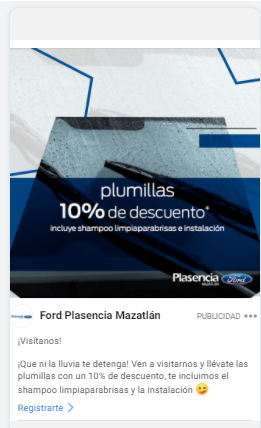 plumillas
10% de descuento*
incluye shampoo limpiaparabrisas e instalación
Plasencia Ford
MAZATLÁN
Ford Plasencia Mazatlán PUBLICIDAD
¡Visítanos!
¡Que ni la lluvia te detenga! Ven a visitarnos y llévate las
plumillas con un 10% de descuento, te incluimos el
shampoo limpiaparabrisas y la instalación 😉
Registrarte